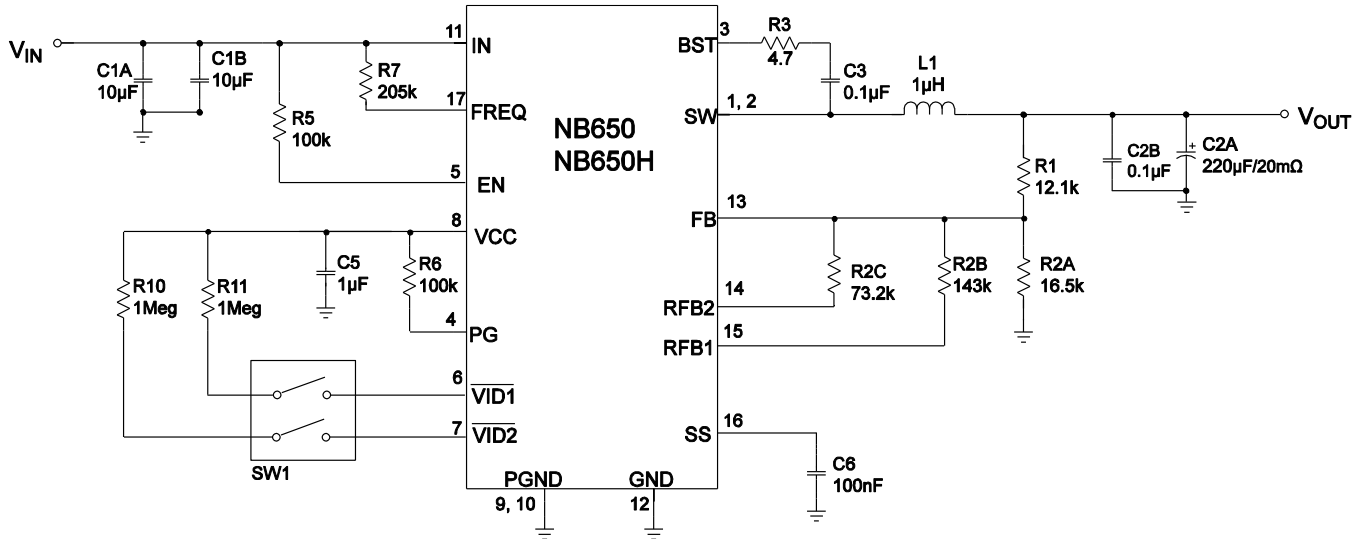 V_IN
C1A
10µF
C1B
10µF
R5
100k
R7
205k
11
IN
17
FREQ
5
EN
8
VCC
4
PG
6
VID1
7
VID2
R10
1Meg
R11
1Meg
C5
1µF
R6
100k
SW1
NB650
NB650H
PGND
9, 10
GND
12
3
BST
R3
4.7
C3
0.1µF
1, 2
SW
L1
1µH
V_OUT
C2B
0.1µF
+
C2A
220µF/20mΩ
R1
12.1k
13
FB
R2C
73.2k
R2B
143k
R2A
16.5k
14
RFB2
15
RFB1
16
SS
C6
100nF